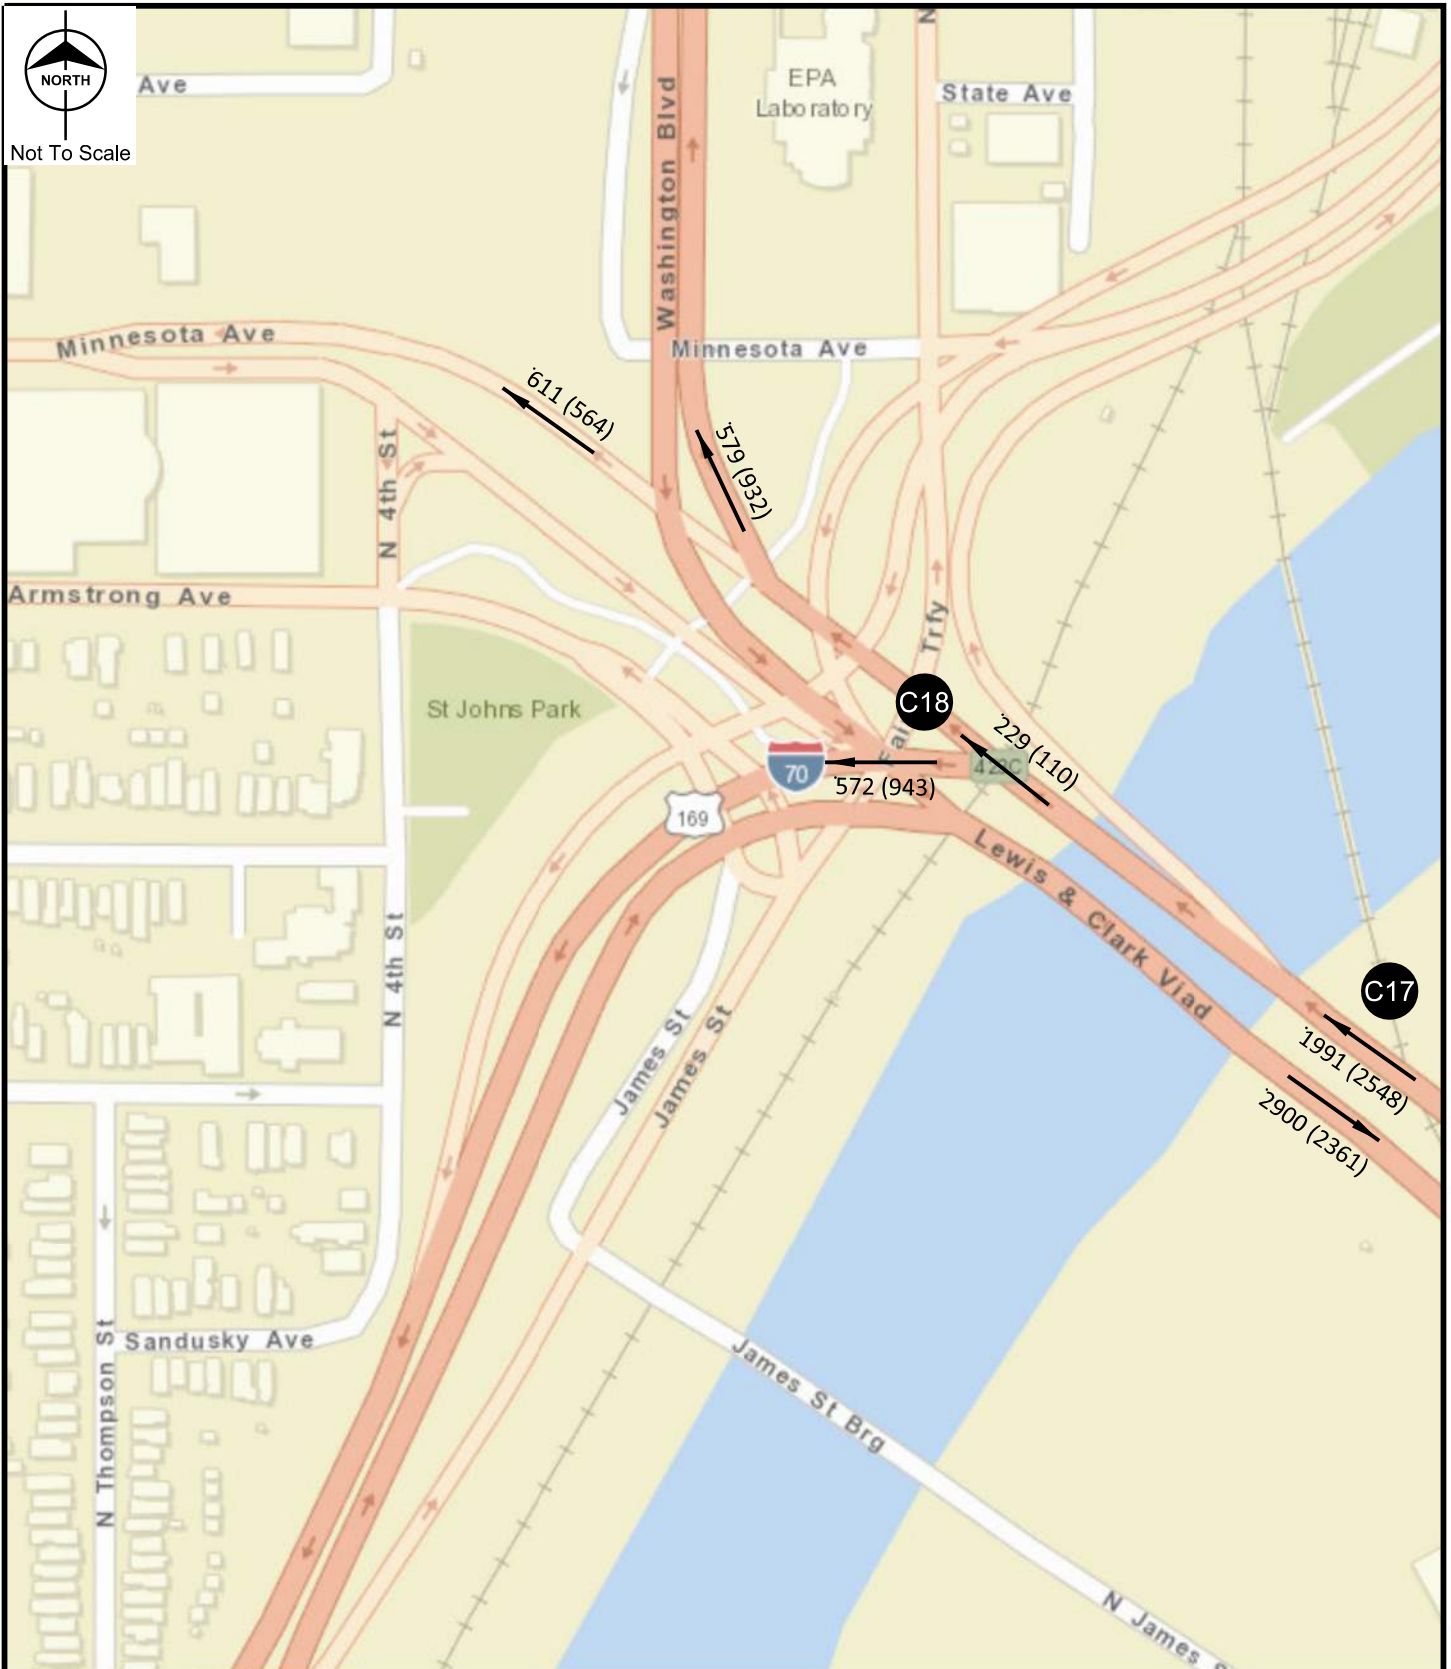 N
Ave
NORTH
Not To Scale
EPA
Laboratory
State Ave
Washington Blvd
Minnesota Ave
Minnesota Ave
611 (564)
579 (932)
N 4th St
Armstrong Ave
Trfy
St Johns Park
C18
229 (110)
70
572 (943)
169
Lewis & Clark Viad
N 4th St
C17
1991 (2548)
2900 (2361)
James St
James St
Sandusky Ave
N Thompson St
James St Brg
N James